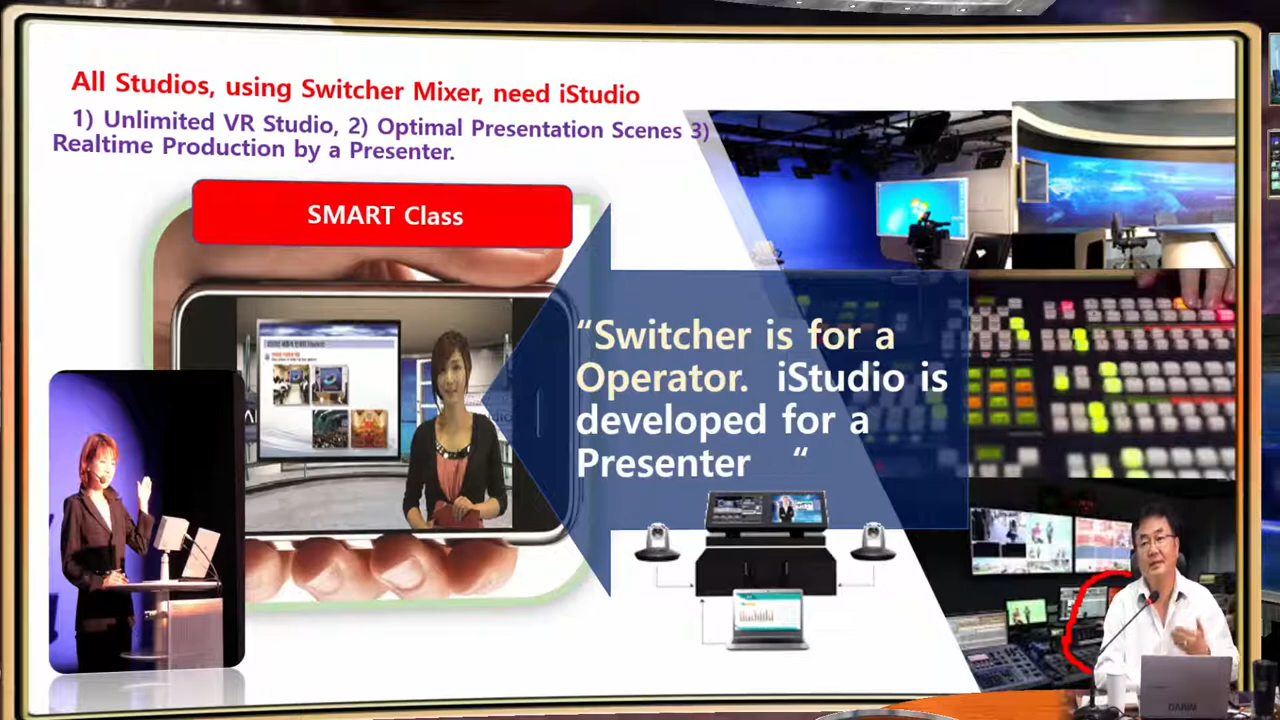 All Studios, using Switcher Mixer, need iStudio
1) Unlimited VR Studio, 2) Optimal Presentation Scenes 3)
Realtime Production by a Presenter.
SMART Class
“Switcher is for a
Operator. iStudio is
developed for a
Presenter “
DARIM